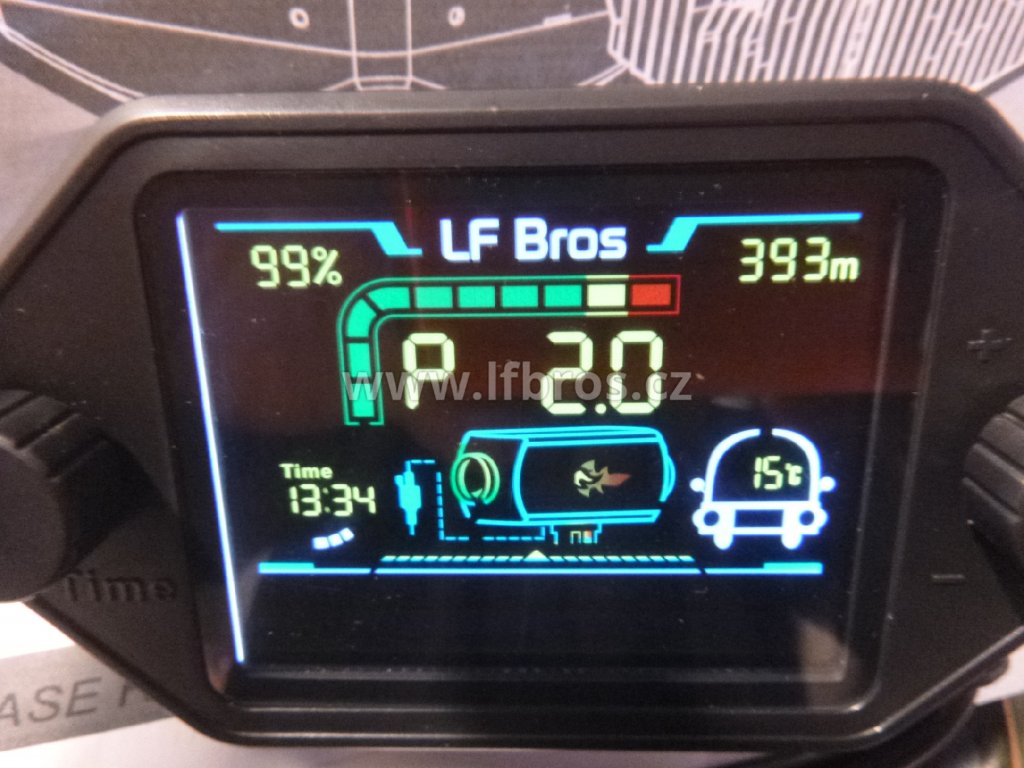 LF Bros
99%
393m
P 2.0
www.lfbros.cz
Time
13:34
15℃
+
Time
-
ASE